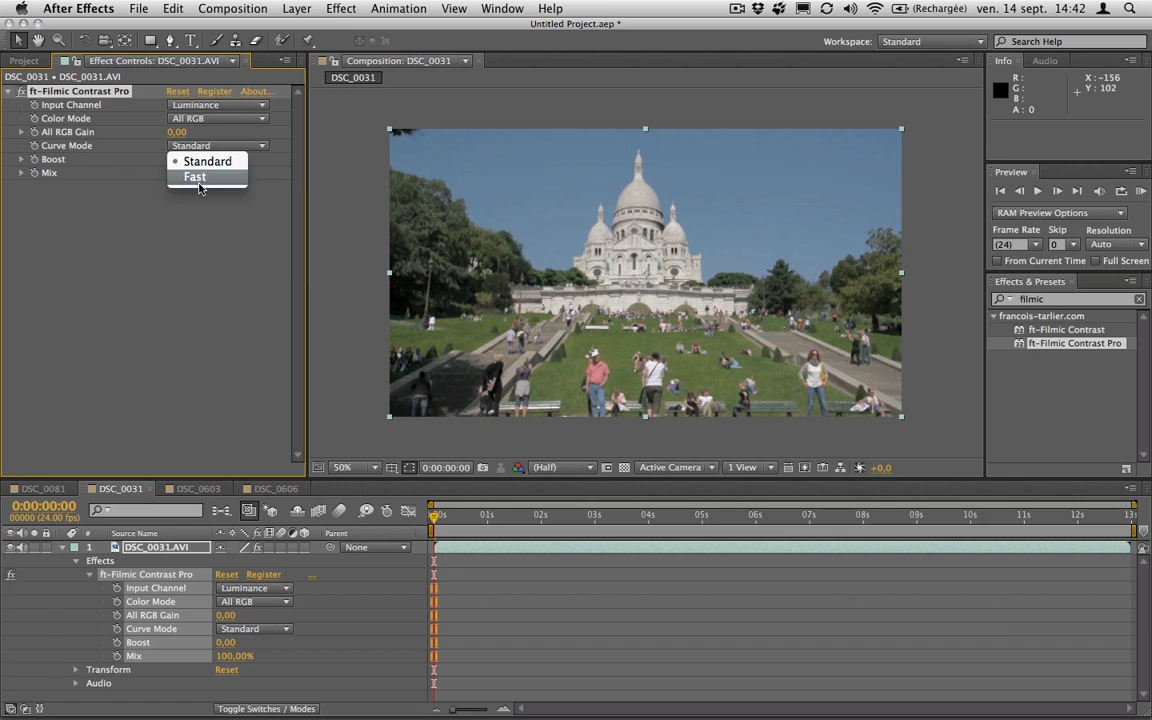 After Effects File Edit Composition Layer Effect Animation View Window Help (Rechargée) ven. 14 sept. 14:42
Untitled Project.aep *
Workspace: Standard Search Help
Project Effect Controls: DSC_0031.AVI Composition: DSC_0031 Info Audio
DSC_0031 • DSC_0031.AVI DSC_0031
R: X: -156
G: Y: 102
B:
A: 0
ft-Filmic Contrast Pro Reset Register About...
Input Channel Luminance
Color Mode All RGB
All RGB Gain 0,00
Curve Mode Standard
Boost Standard
Mix Fast
Preview
RAM Preview Options
Frame Rate Skip Resolution
(24) 0 Auto
From Current Time Full Screen
Effects & Presets
filmic
francois-tarlier.com
ft-Filmic Contrast
ft-Filmic Contrast Pro
50% 0:00:00:00 (Half) Active Camera 1 View +0,0
DSC_0081 DSC_0031 DSC_0603 DSC_0606
0:00:00:00
00000 (24.00 fps)
00s 01s 02s 03s 04s 05s 06s 07s 08s 09s 10s 11s 12s 13s
# Source Name Parent
1 DSC_0031.AVI None
Effects
ft-Filmic Contrast Pro Reset Register ...
Input Channel Luminance
Color Mode All RGB
All RGB Gain 0,00
Curve Mode Standard
Boost 0,00
Mix 100,00%
Transform Reset
Audio
Toggle Switches / Modes